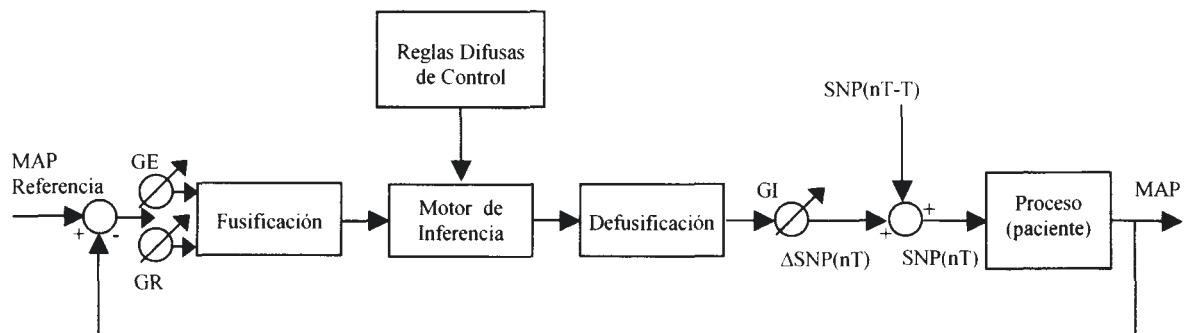 Reglas Difusas
de Control
SNP(nT-T)
MAP
Referencia
GE
Fusificación
Motor de
Inferencia
Defusificación
GI
Proceso
(paciente)
MAP
+
-
+
+
GR
ΔSNP(nT)
SNP(nT)